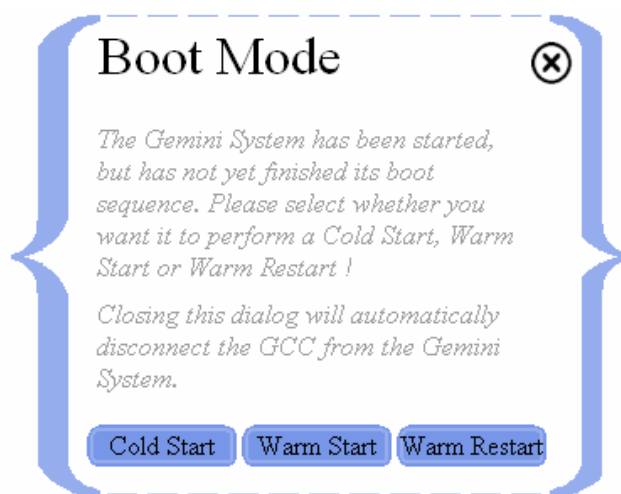 Boot Mode
The Gemini System has been started,
but has not yet finished its boot
sequence. Please select whether you
want it to perform a Cold Start, Warm
Start or Warm Restart !
Closing this dialog will automatically
disconnect the GCC from the Gemini
System.
Cold Start Warm Start Warm Restart